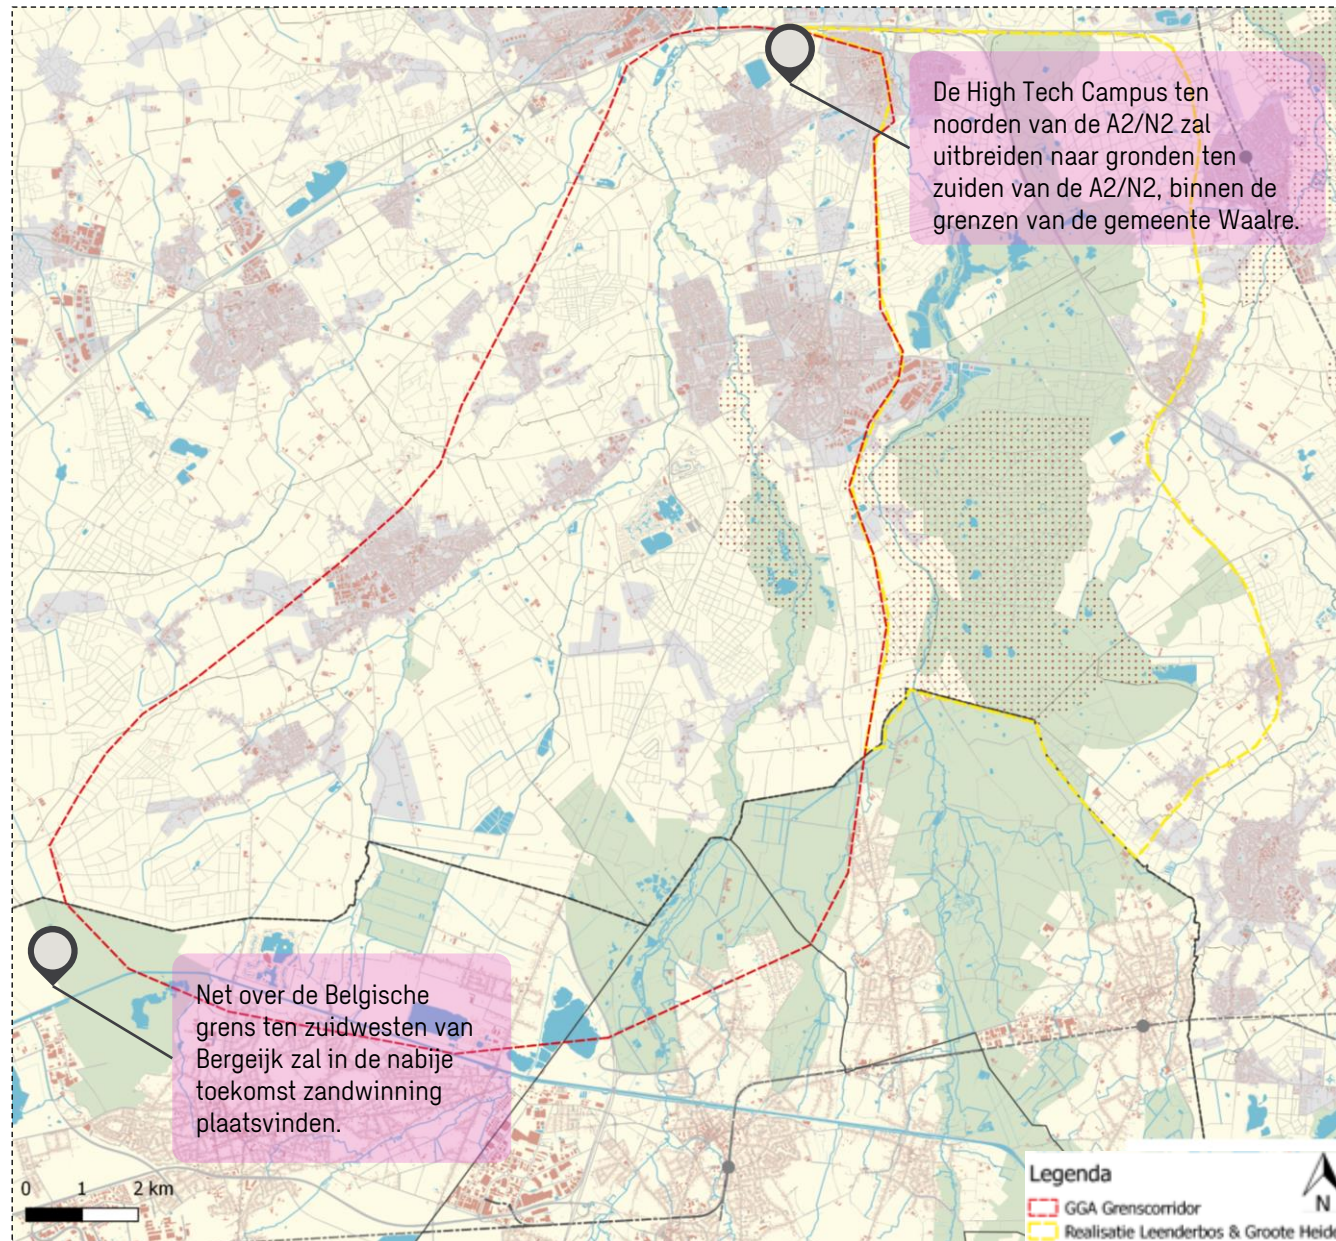 De High Tech Campus ten
noorden van de A2/N2 zal
uitbreiden naar gronden ten
zuiden van de A2/N2, binnen de
grenzen van de gemeente Waalre.
Net over de Belgische
grens ten zuidwesten van
Bergeijk zal in de nabije
toekomst zandwinning
plaatsvinden.
0 1 2 km
Legenda
N
GGA Grenscorridor
Realisatie Leenderbos & Groote Heide